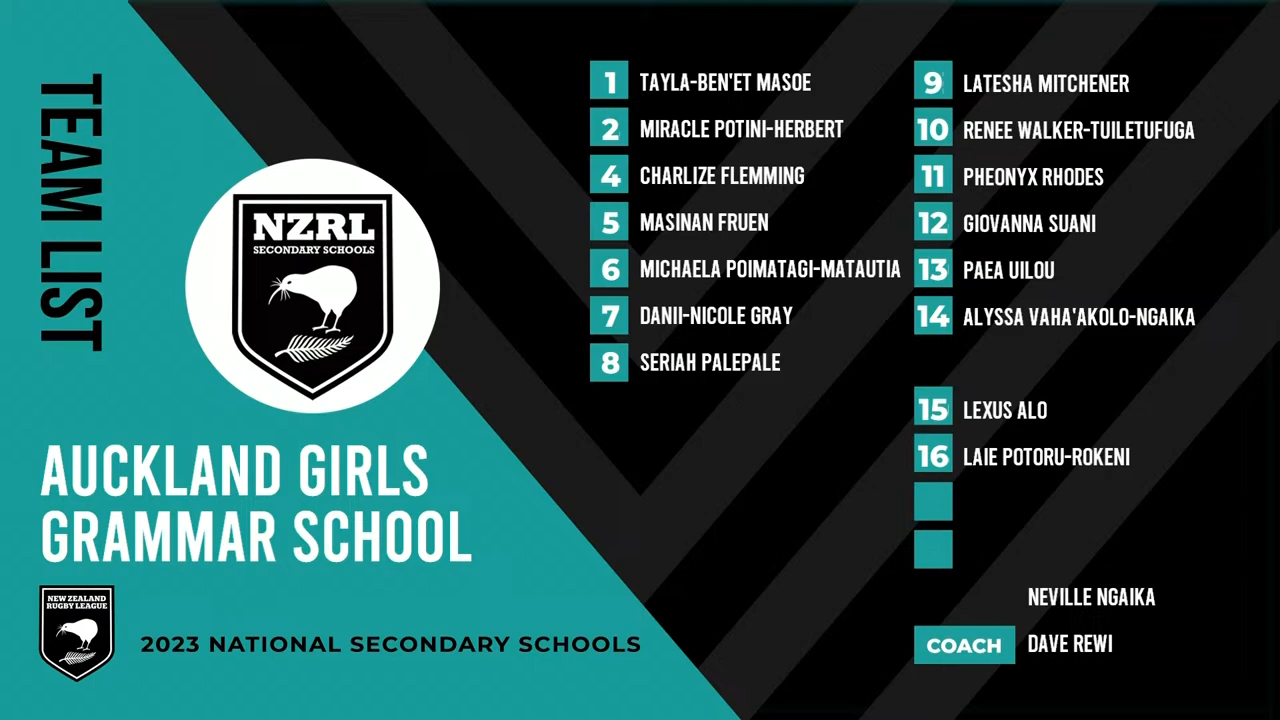 TEAM LIST
NZRL
SECONDARY SCHOOLS
AUCKLAND GIRLS
GRAMMAR SCHOOL
NEW ZEALAND
RUGBY LEAGUE
2023 NATIONAL SECONDARY SCHOOLS
1 TAYLA-BEN'ET MASOE
2 MIRACLE POTINI-HERBERT
4 CHARLIZE FLEMMING
5 MASINAN FRUEN
6 MICHAELA POIMATAGI-MATAUTIA
7 DANII-NICOLE GRAY
8 SERIAH PALEPALE
9 LATESHA MITCHENER
10 RENEE WALKER-TUILETUFUGA
11 PHEONYX RHODES
12 GIOVANNA SUANI
13 PAEA UILOU
14 ALYSSA VAHA'AKOLO-NGAIKA
15 LEXUS ALO
16 LAIE POTORU-ROKENI
NEVILLE NGAIKA
COACH DAVE REWI